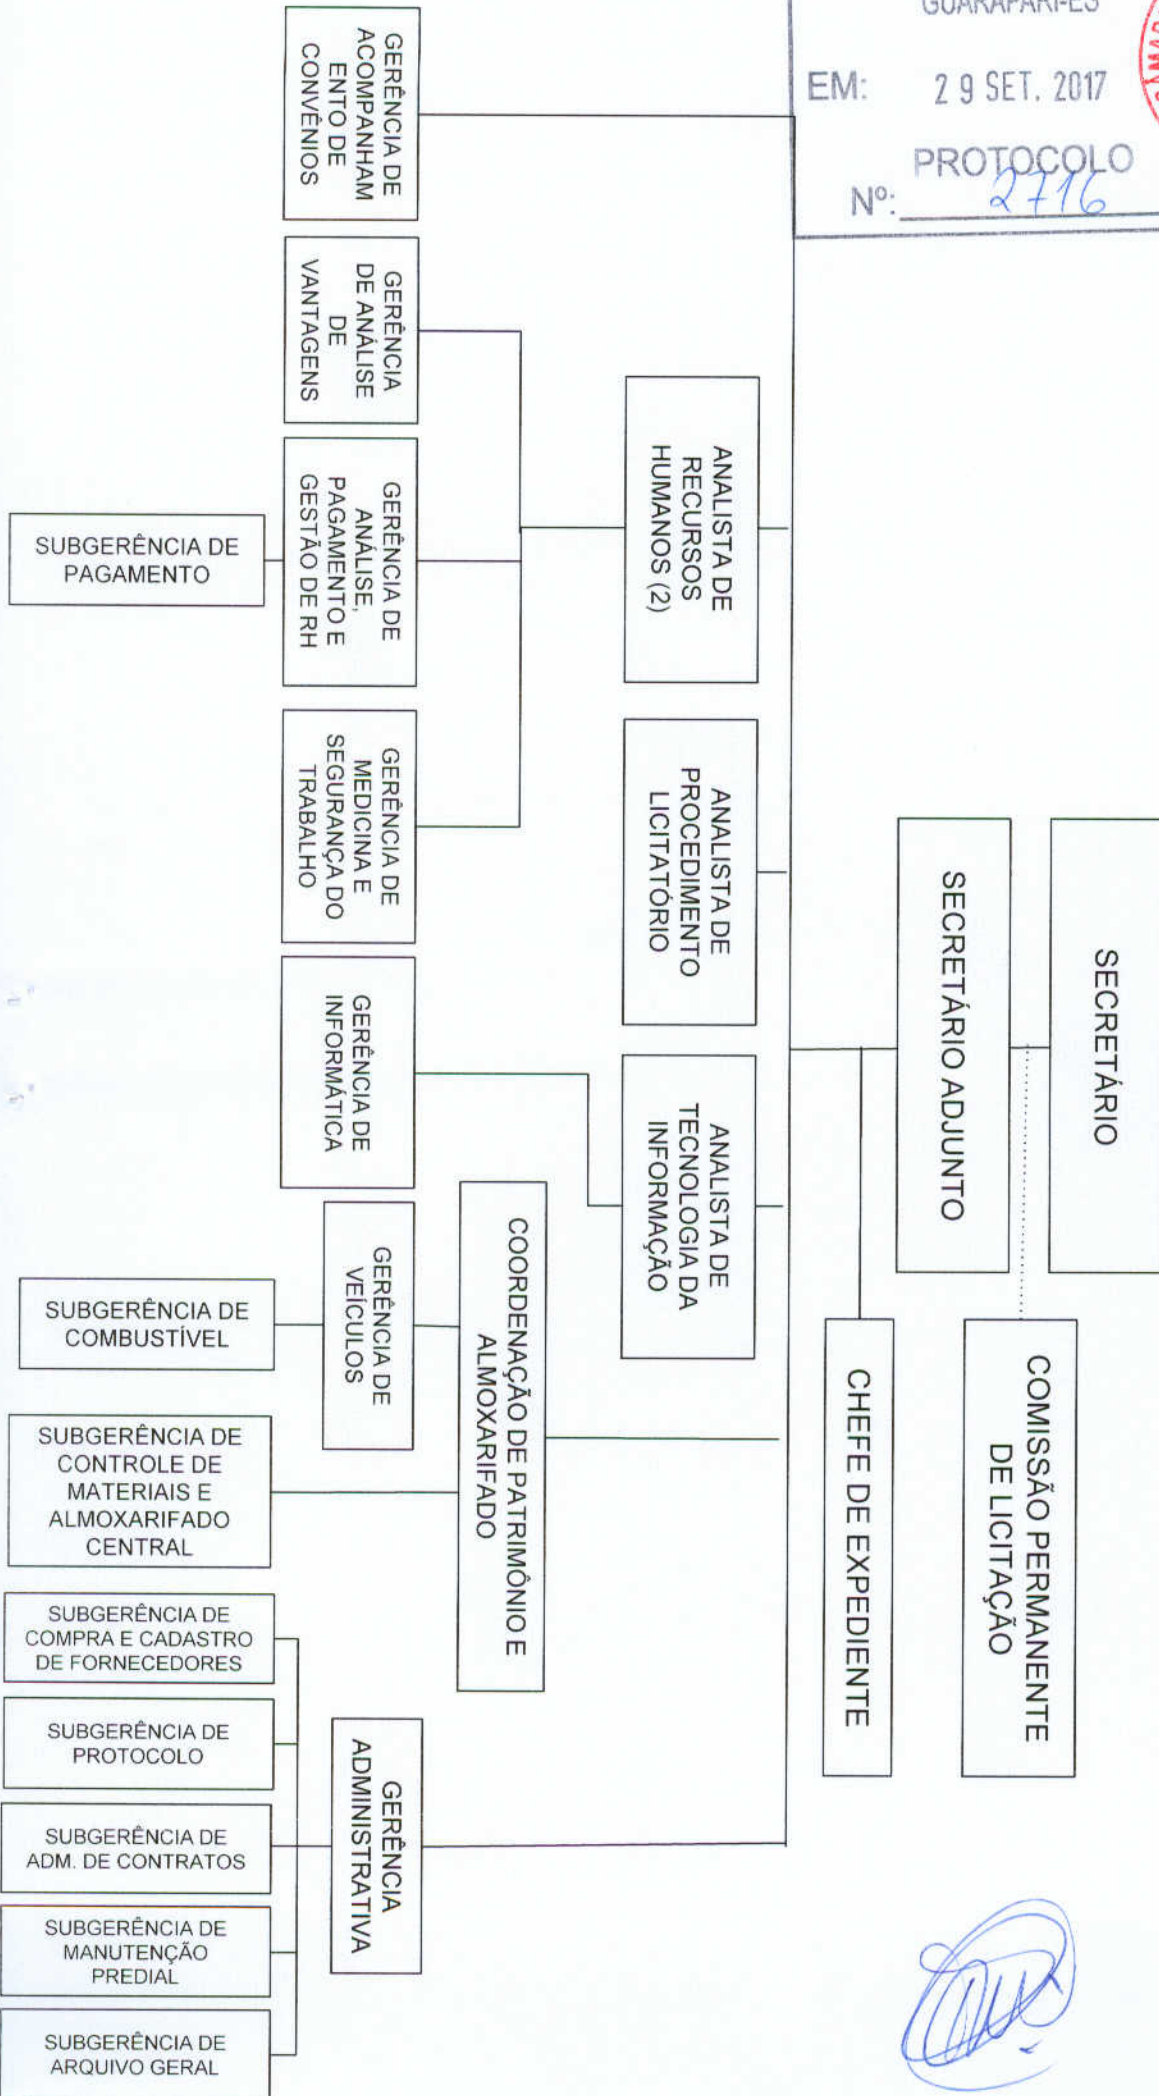 GUARAPARI-ES
EM: 29 SET. 2017
PROTOCOLO
Nº: 2716
SECRETÁRIO
SECRETÁRIO ADJUNTO
COMISSÃO PERMANENTE
DE LICITAÇÃO
CHEFE DE EXPEDIENTE
ANALISTA DE
RECURSOS
HUMANOS (2)
ANALISTA DE
PROCEDIMENTO
LICITATÓRIO
ANALISTA DE
TECNOLOGIA DA
INFORMAÇÃO
COORDENAÇÃO DE PATRIMÔNIO E
ALMOXARIFADO
GERÊNCIA DE
ACOMPANHAM
ENTO DE
CONVÊNIOS
GERÊNCIA
DE ANÁLISE
DE
VANTAGENS
GERÊNCIA DE
ANÁLISE,
PAGAMENTO E
GESTÃO DE RH
GERÊNCIA DE
MEDICINA E
SEGURANÇA DO
TRABALHO
GERÊNCIA DE
INFORMÁTICA
GERÊNCIA DE
VEÍCULOS
GERÊNCIA
ADMINISTRATIVA
SUBGERÊNCIA DE
PAGAMENTO
SUBGERÊNCIA DE
COMBUSTÍVEL
SUBGERÊNCIA DE
CONTROLE DE
MATERIAIS E
ALMOXARIFADO
CENTRAL
SUBGERÊNCIA DE
COMPRA E CADASTRO
DE FORNECEDORES
SUBGERÊNCIA DE
PROTOCOLO
SUBGERÊNCIA DE
ADM. DE CONTRATOS
SUBGERÊNCIA DE
MANUTENÇÃO
PREDIAL
SUBGERÊNCIA DE
ARQUIVO GERAL